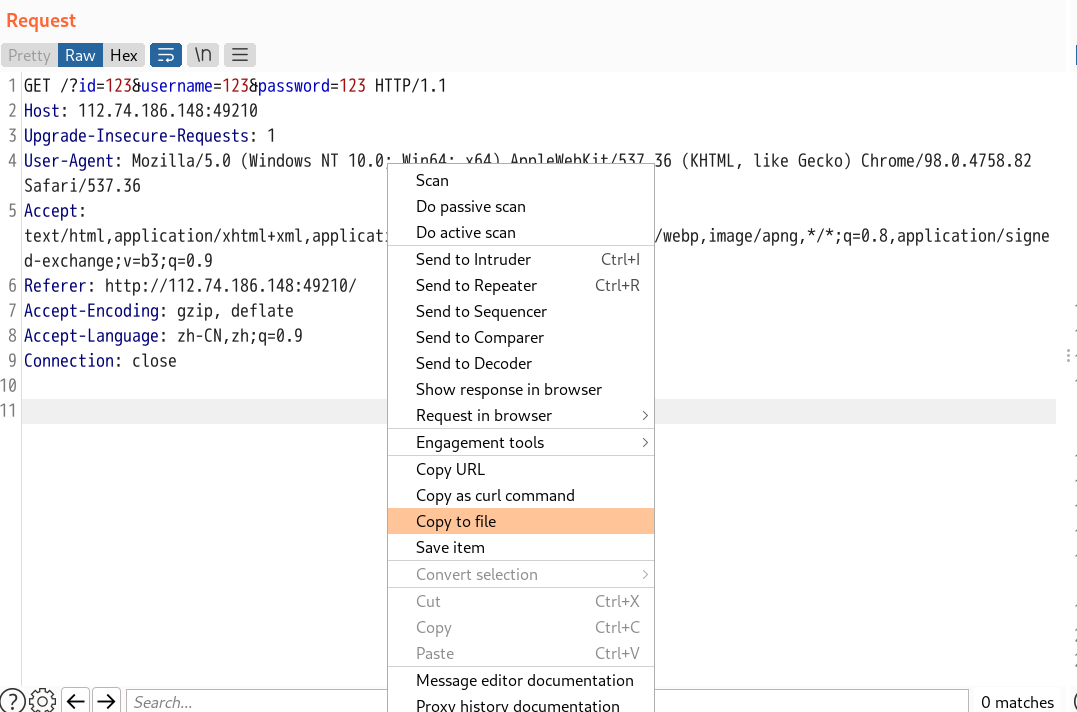 Request
Pretty Raw Hex \n
1 GET /?id=123&username=123&password=123 HTTP/1.1
2 Host: 112.74.186.148:49210
3 Upgrade-Insecure-Requests: 1
4 User-Agent: Mozilla/5.0 (Windows NT 10.0; Win64; x64) AppleWebKit/537.36 (KHTML, like Gecko) Chrome/98.0.4758.82
Safari/537.36
5 Accept:
text/html,application/xhtml+xml,applicati /webp,image/apng,*/*;q=0.8,application/signe
d-exchange;v=b3;q=0.9
6 Referer: http://112.74.186.148:49210/
7 Accept-Encoding: gzip, deflate
8 Accept-Language: zh-CN,zh;q=0.9
9 Connection: close
10
11
Scan
Do passive scan
Do active scan
Send to Intruder Ctrl+I
Send to Repeater Ctrl+R
Send to Sequencer
Send to Comparer
Send to Decoder
Show response in browser
Request in browser
Engagement tools
Copy URL
Copy as curl command
Copy to file
Save item
Convert selection
Cut Ctrl+X
Copy Ctrl+C
Paste Ctrl+V
Message editor documentation
Proxy history documentation
? Search... 0 matches